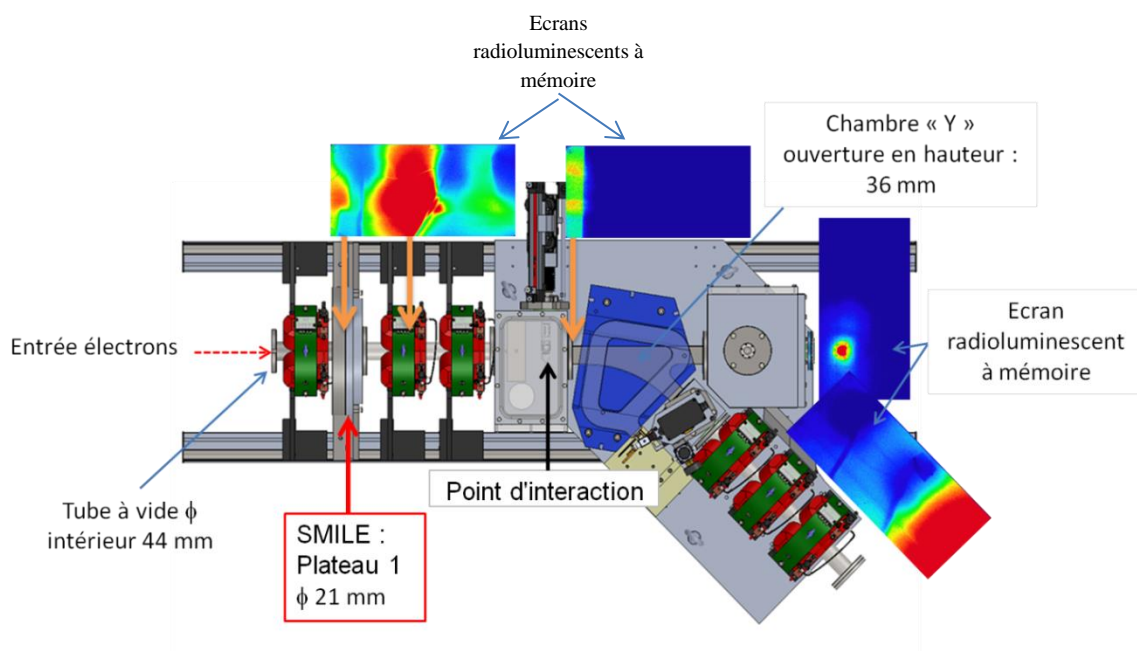 Ecrans
radioluminescents à
mémoire
Chambre « Y »
ouverture en hauteur :
36 mm
Entrée électrons
Ecran
radioluminescent
à mémoire
Point d'interaction
Tube à vide ϕ
intérieur 44 mm
SMILE :
Plateau 1
ϕ 21 mm